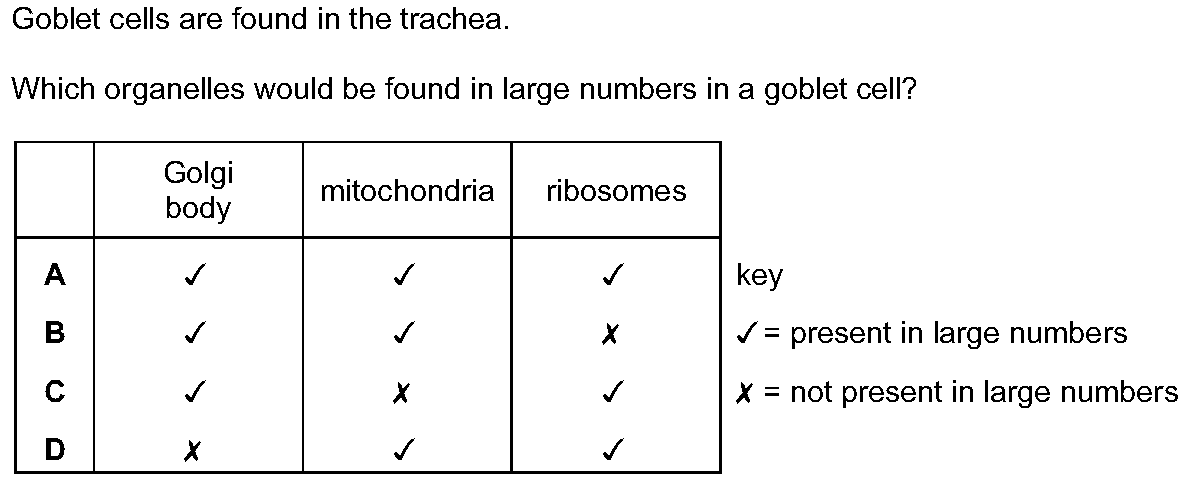 Goblet cells are found in the trachea.
Which organelles would be found in large numbers in a goblet cell?
Golgi body mitochondria ribosomes
A ✓ ✓ ✓ key
B ✓ ✓ ✗ ✓ = present in large numbers
C ✓ ✗ ✓ ✗ = not present in large numbers
D ✗ ✓ ✓